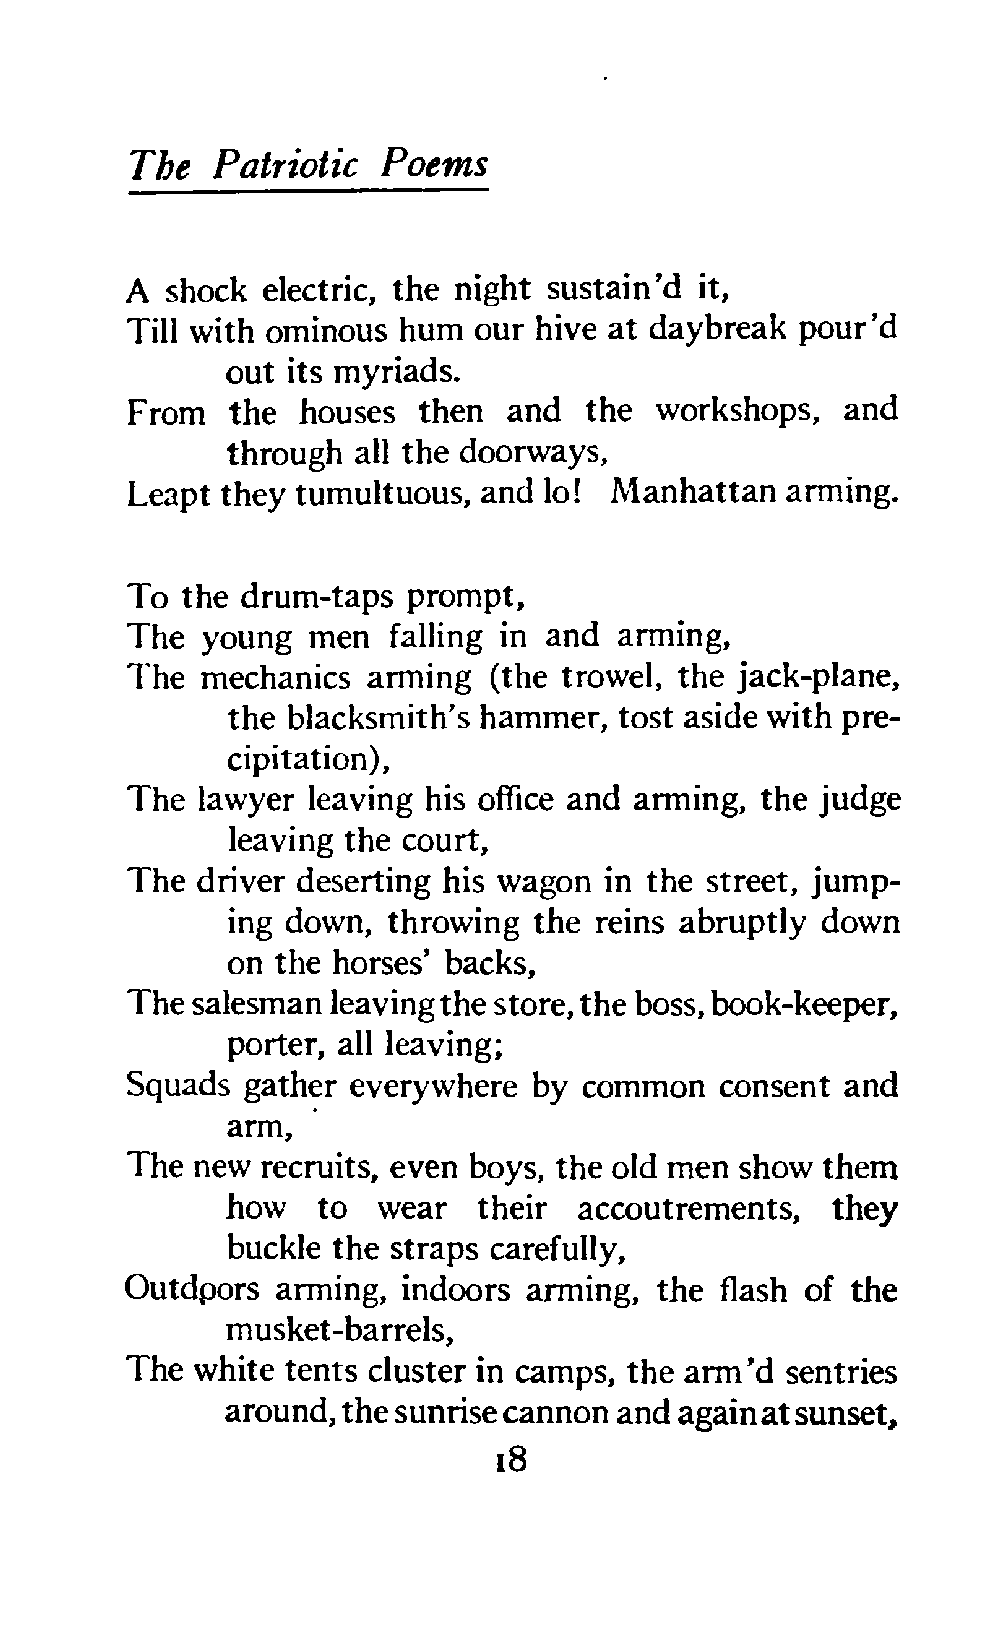 The Patriotic Poems
A shock electric, the night sustain'd it,
Till with ominous hum our hive at daybreak pour'd
out its myriads.
From the houses then and the workshops, and
through all the doorways,
Leapt they tumultuous, and lo! Manhattan arming.
To the drum-taps prompt,
The young men falling in and arming,
The mechanics arming (the trowel, the jack-plane,
the blacksmith's hammer, tost aside with pre-
cipitation),
The lawyer leaving his office and arming, the judge
leaving the court,
The driver deserting his wagon in the street, jump-
ing down, throwing the reins abruptly down
on the horses' backs,
The salesman leaving the store, the boss, book-keeper,
porter, all leaving;
Squads gather everywhere by common consent and
arm,
The new recruits, even boys, the old men show them
how to wear their accoutrements, they
buckle the straps carefully,
Outdoors arming, indoors arming, the flash of the
musket-barrels,
The white tents cluster in camps, the arm'd sentries
around, the sunrise cannon and again at sunset,
18